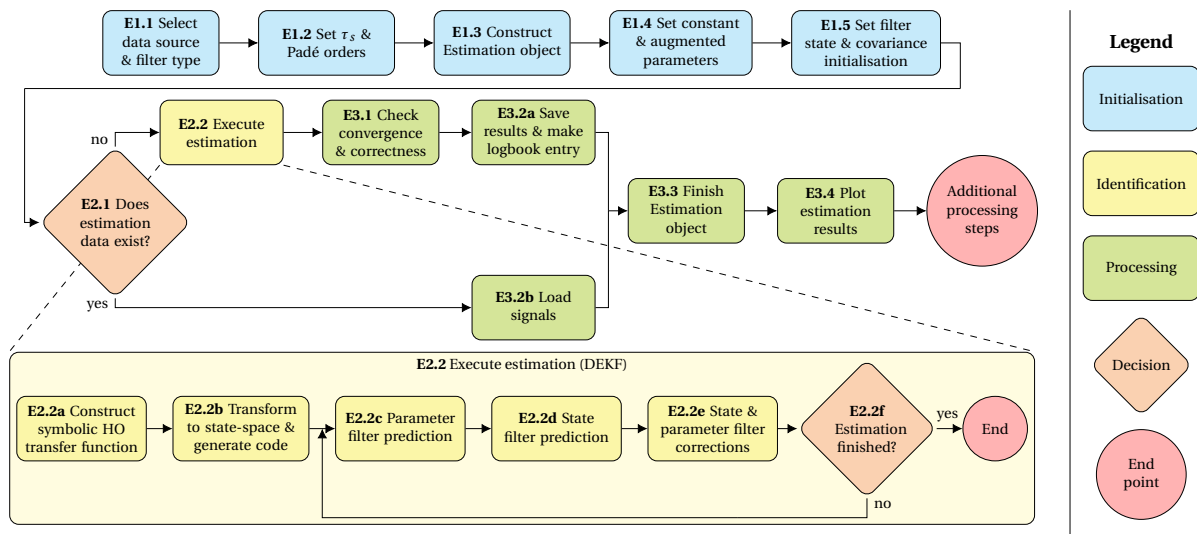 E1.1 Select
data source
& filter type
E1.2 Set τs &
Padé orders
E1.3 Construct
Estimation object
E1.4 Set constant
& augmented
parameters
E1.5 Set filter
state & covariance
initialisation
E2.1 Does
estimation
data exist?
no
yes
E2.2 Execute
estimation
E3.1 Check
convergence
& correctness
E3.2a Save
results & make
logbook entry
E3.2b Load
signals
E3.3 Finish
Estimation
object
E3.4 Plot
estimation
results
Additional
processing
steps
E2.2 Execute estimation (DEKF)
E2.2a Construct
symbolic HO
transfer function
E2.2b Transform
to state-space &
generate code
E2.2c Parameter
filter prediction
E2.2d State
filter prediction
E2.2e State &
parameter filter
corrections
E2.2f
Estimation
finished?
yes
no
End
Legend
Initialisation
Identification
Processing
Decision
End
point